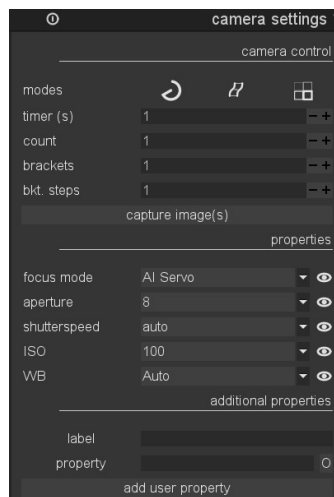 camera settings
camera control
modes
timer (s) 1 - +
count 1 - +
brackets 1 - +
bkt. steps 1 - +
capture image(s)
properties
focus mode AI Servo
aperture 8
shutterspeed auto
ISO 100
WB Auto
additional properties
label
property O
add user property